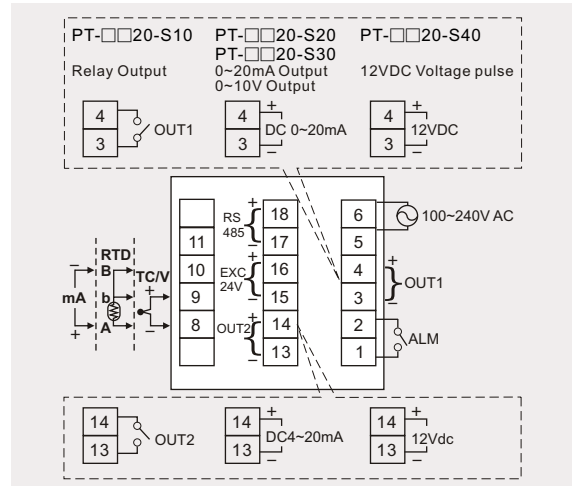 PT-□□20-S10 PT-□□20-S20 PT-□□20-S40
PT-□□20-S30
Relay Output 0~20mA Output 12VDC Voltage pulse
0~10V Output
4 OUT1 4 + DC 0~20mA 4 + 12VDC
3 3 − 3 −
RS 485 + 18 6 100~240V AC
11 − 17 5
RTD B 10 EXC 24V + 16 4 + OUT1
− mA + b TC/V + 9 − 15 3 −
A − 8 OUT2 + 14 2 ALM
− 13 1
14 OUT2 14 + DC4~20mA 14 + 12Vdc
13 13 − 13 −